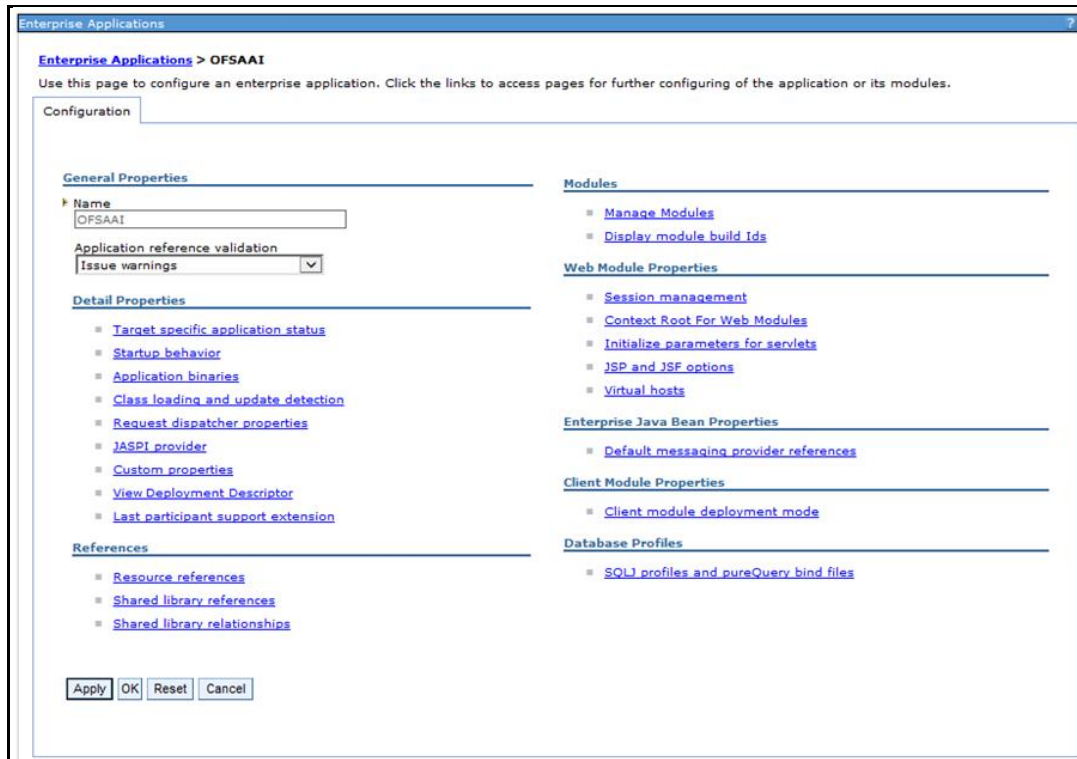 Enterprise Applications ?
Enterprise Applications > OFSAAI
Use this page to configure an enterprise application. Click the links to access pages for further configuring of the application or its modules.
Configuration
General Properties
Name
OFSAAI
Application reference validation
Issue warnings
Detail Properties
Target specific application status
Startup behavior
Application binaries
Class loading and update detection
Request dispatcher properties
JASPI provider
Custom properties
View Deployment Descriptor
Last participant support extension
References
Resource references
Shared library references
Shared library relationships
Modules
Manage Modules
Display module build Ids
Web Module Properties
Session management
Context Root For Web Modules
Initialize parameters for servlets
JSP and JSF options
Virtual hosts
Enterprise Java Bean Properties
Default messaging provider references
Client Module Properties
Client module deployment mode
Database Profiles
SQLJ profiles and pureQuery bind files
Apply OK Reset Cancel